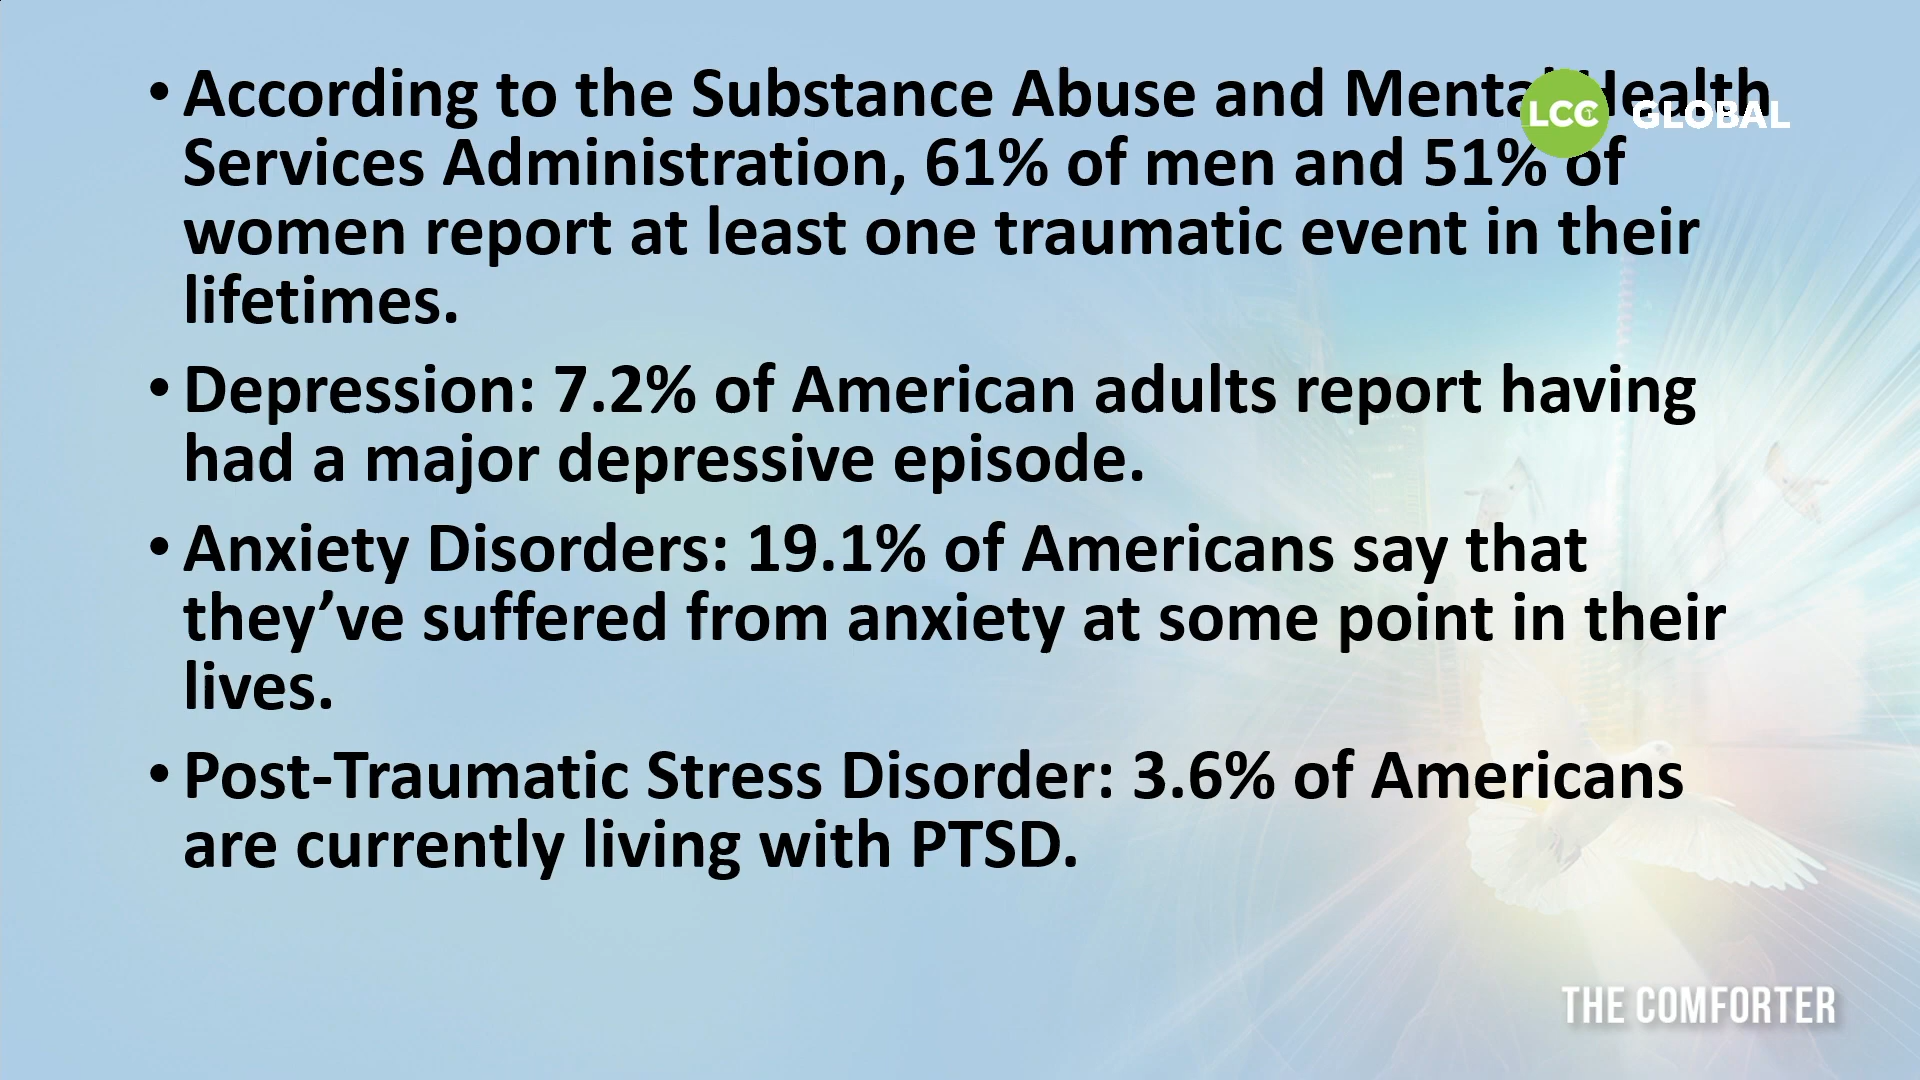 • According to the Substance Abuse and Mental Health
Services Administration, 61% of men and 51% of
women report at least one traumatic event in their
lifetimes.
• Depression: 7.2% of American adults report having
had a major depressive episode.
• Anxiety Disorders: 19.1% of Americans say that
they’ve suffered from anxiety at some point in their
lives.
• Post-Traumatic Stress Disorder: 3.6% of Americans
are currently living with PTSD.
LCC GLOBAL
THE COMFORTER